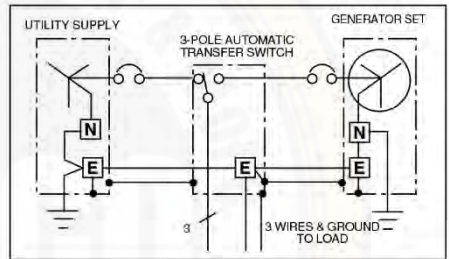 UTILITY SUPPLY
GENERATOR SET
3-POLE AUTOMATIC
TRANSFER SWITCH
N
N
E
E
E
3
3 WIRES & GROUND
TO LOAD